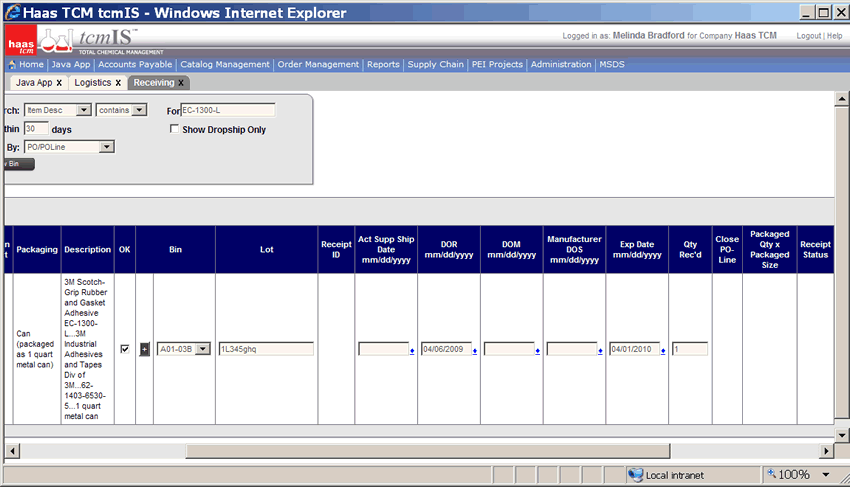 Haas TCM tcmIS - Windows Internet Explorer
haas
tcm
tcmIS™
TOTAL CHEMICAL MANAGEMENT
Logged in as: Melinda Bradford for Company Haas TCM
Logout | Help
Home | Java App | Accounts Payable | Catalog Management | Order Management | Reports | Supply Chain | PEI Projects | Administration | MSDS
Java App x Logistics x Receiving x
rch: Item Desc contains For EC-1300-L
thin 30 days Show Dropship Only
By: PO/POLine
w Bin
n
t
Packaging
Description
OK
Bin
Lot
Receipt
ID
Act Supp Ship
Date
mm/dd/yyyy
DOR
mm/dd/yyyy
DOM
mm/dd/yyyy
Manufacturer
DOS
mm/dd/yyyy
Exp Date
mm/dd/yyyy
Qty
Rec'd
Close
PO-
Line
Packaged
Qty x
Packaged
Size
Receipt
Status
Can
(packaged
as 1 quart
metal can)
3M Scotch-
Grip Rubber
and Gasket
Adhesive
EC-1300-
L...3M
Industrial
Adhesives
and Tapes
Div of
3M...62-
1403-6530-
5...1 quart
metal can
+
A01-03B
1L345ghq
04/06/2009
04/01/2010
1
Local intranet
100%